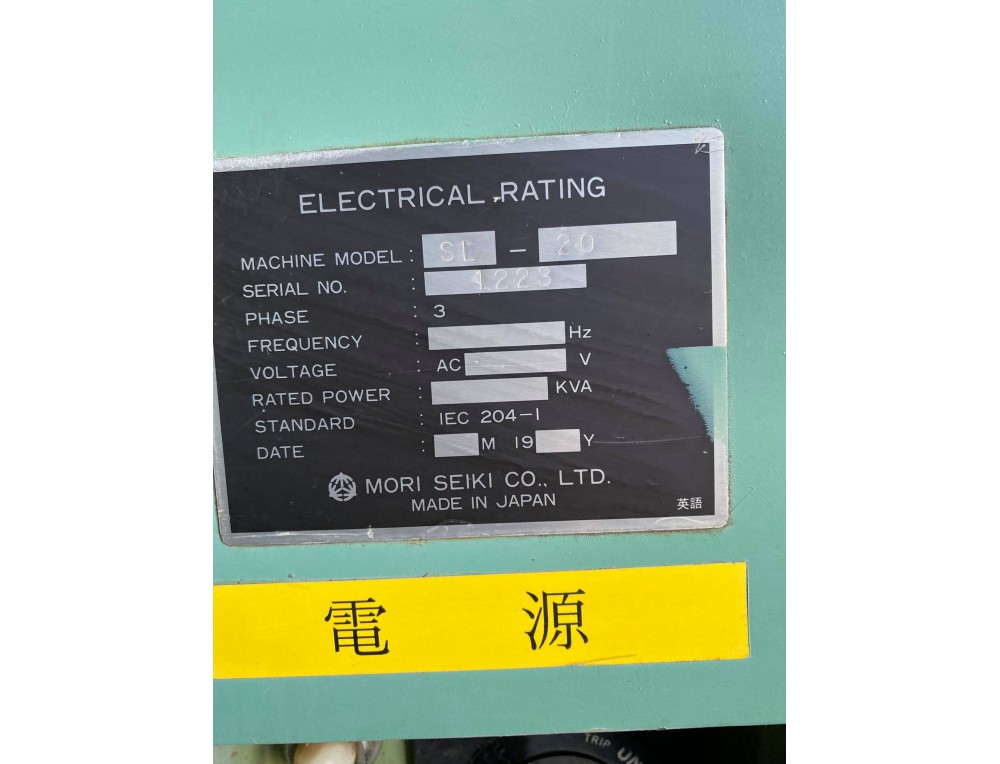 ELECTRICAL RATING
MACHINE MODEL : SL - 20
SERIAL NO. : 1223
PHASE : 3
FREQUENCY : Hz
VOLTAGE : AC V
RATED POWER : KVA
STANDARD : IEC 204-1
DATE : M 19 Y
MORI SEIKI CO., LTD.
MADE IN JAPAN
英語
電源
TRIP